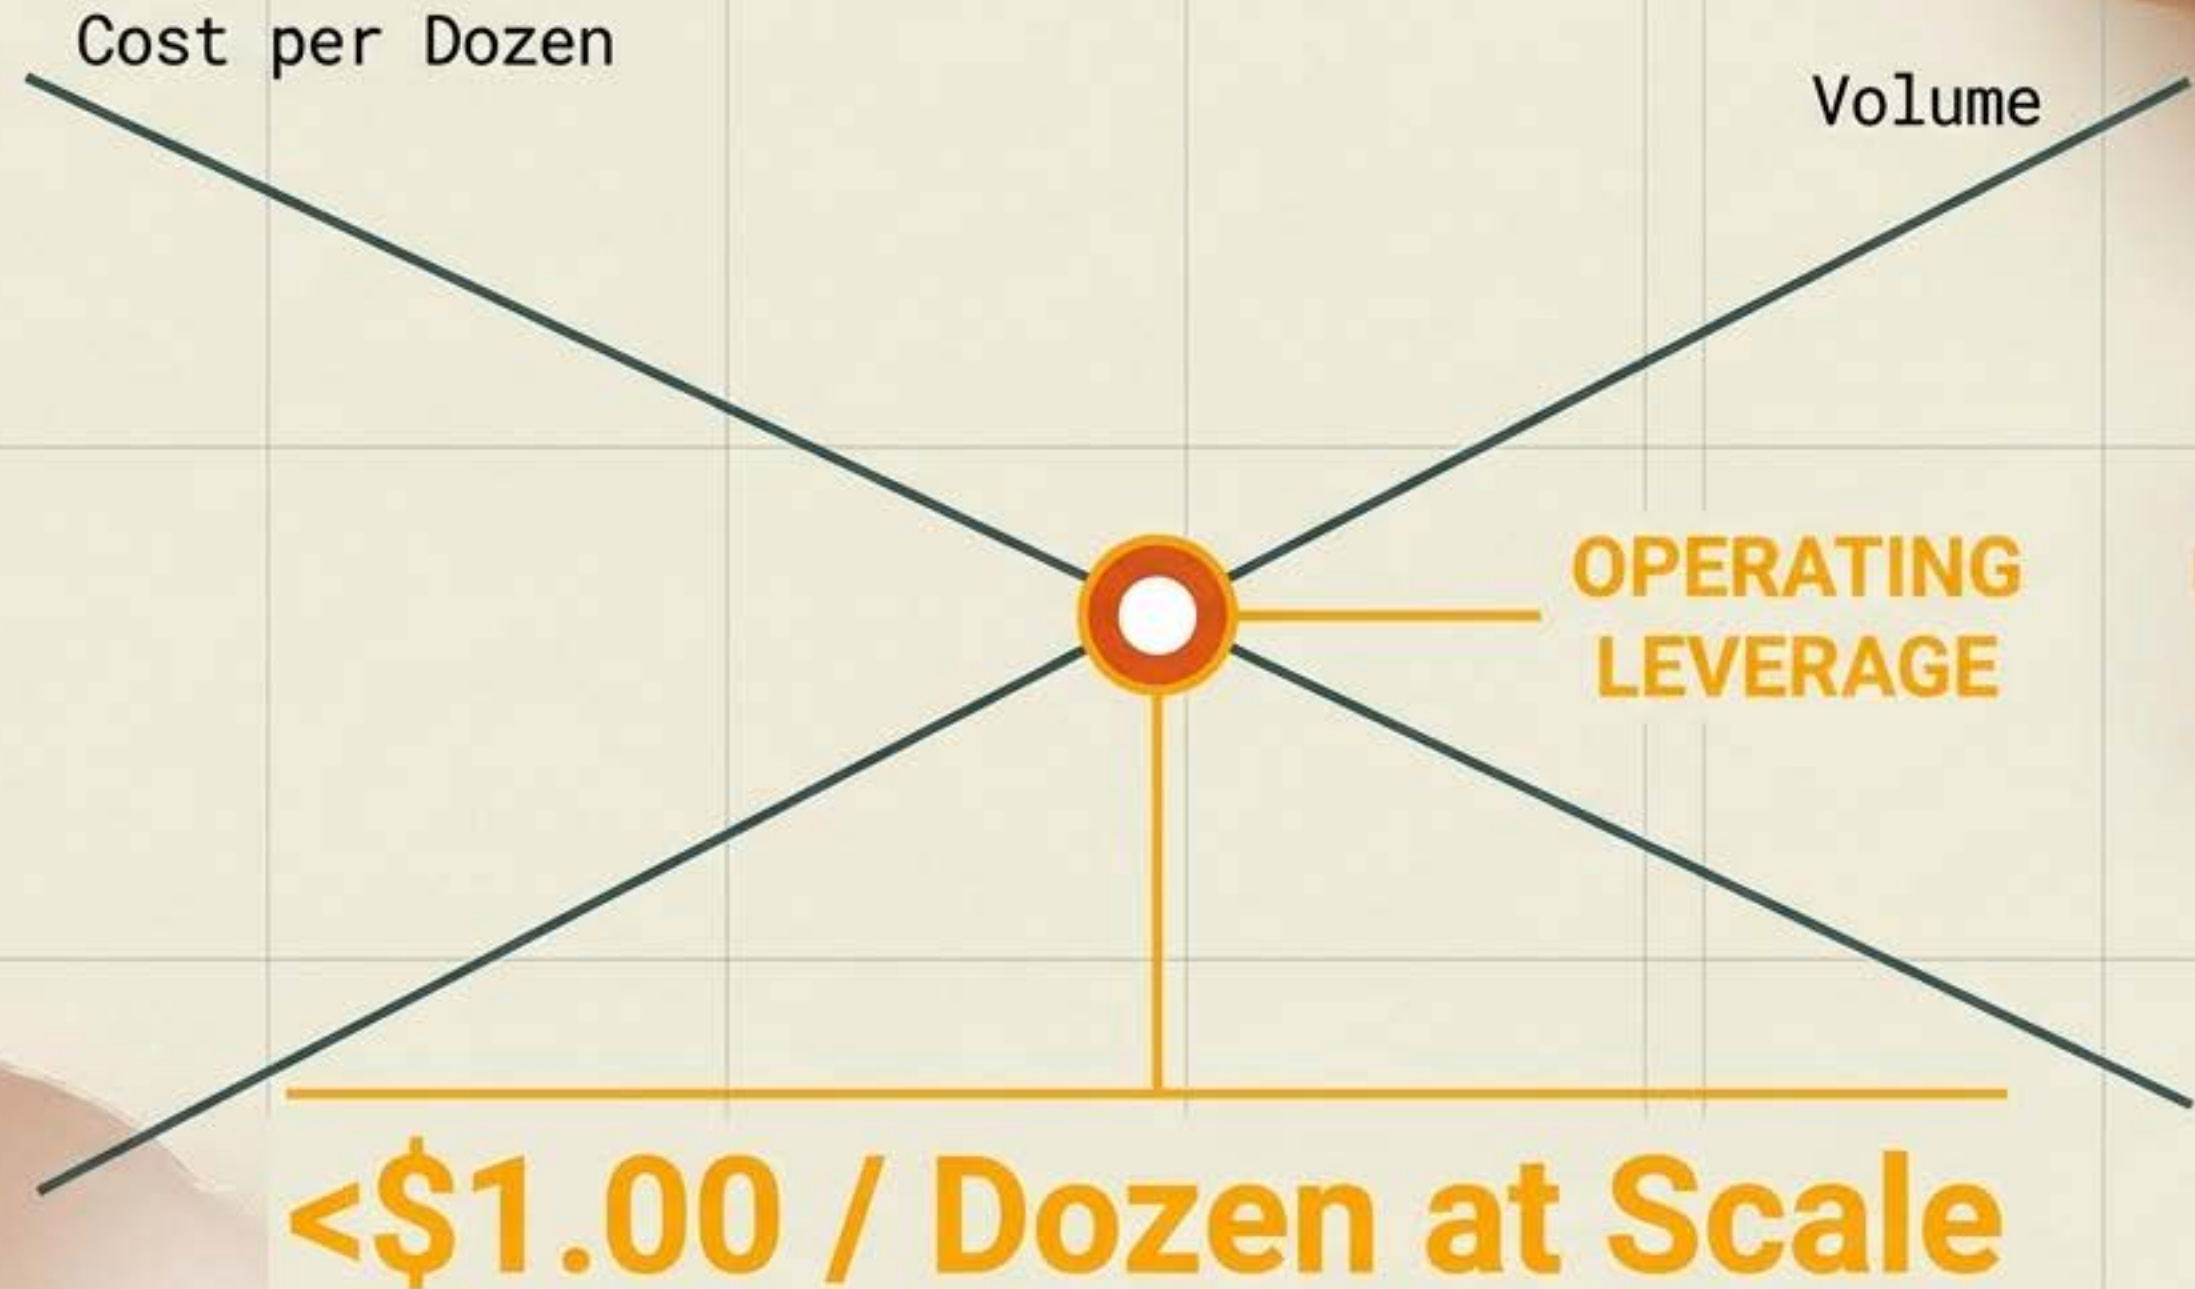 Cost per Dozen
Volume
OPERATING
LEVERAGE
<$1.00 / Dozen at Scale